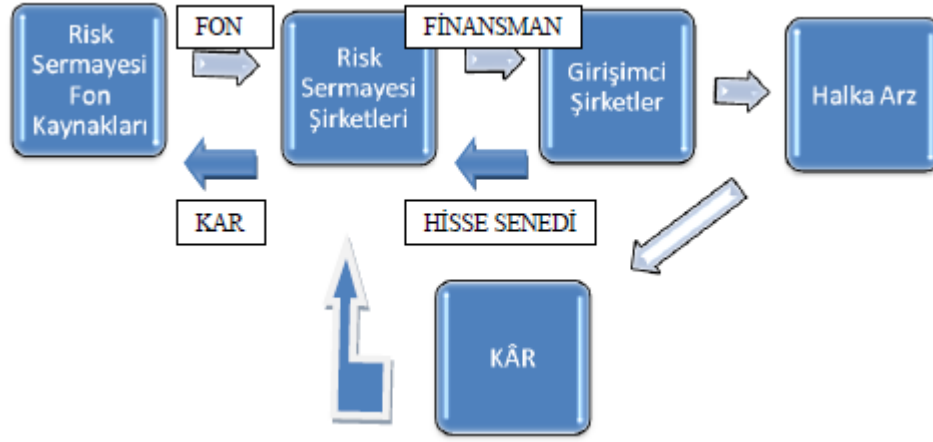 FON
FİNANSMAN
Risk
Sermayesi
Fon
Kaynakları
Risk
Sermayesi
Şirketleri
Girişimci
Şirketler
Halka Arz
KAR
HİSSE SENEDİ
KÂR